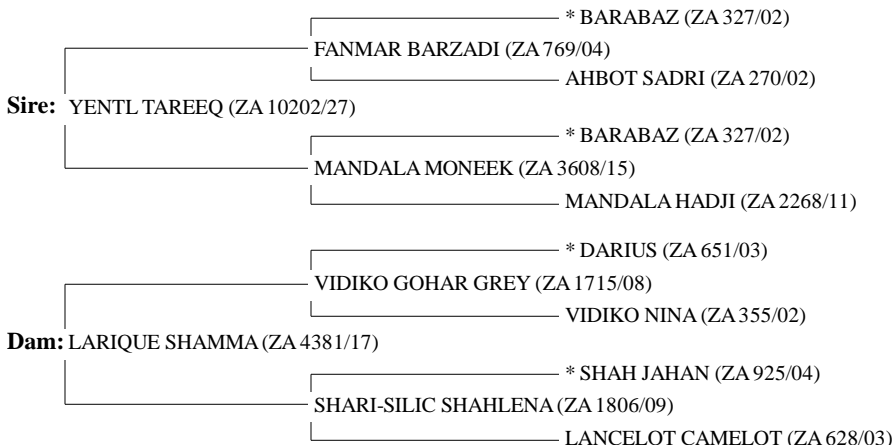 * BARABAZ (ZA 327/02)
FANMAR BARZADI (ZA 769/04)
AHBOT SADRI (ZA 270/02)
Sire: YENTL TAREEQ (ZA 10202/27)
* BARABAZ (ZA 327/02)
MANDALA MONEEK (ZA 3608/15)
MANDALA HADJI (ZA 2268/11)
* DARIUS (ZA 651/03)
VIDIKO GOHAR GREY (ZA 1715/08)
VIDIKO NINA (ZA 355/02)
Dam: LARIQUE SHAMMA (ZA 4381/17)
* SHAH JAHAN (ZA 925/04)
SHARI-SILIC SHAHLENA (ZA 1806/09)
LANCELOT CAMELOT (ZA 628/03)